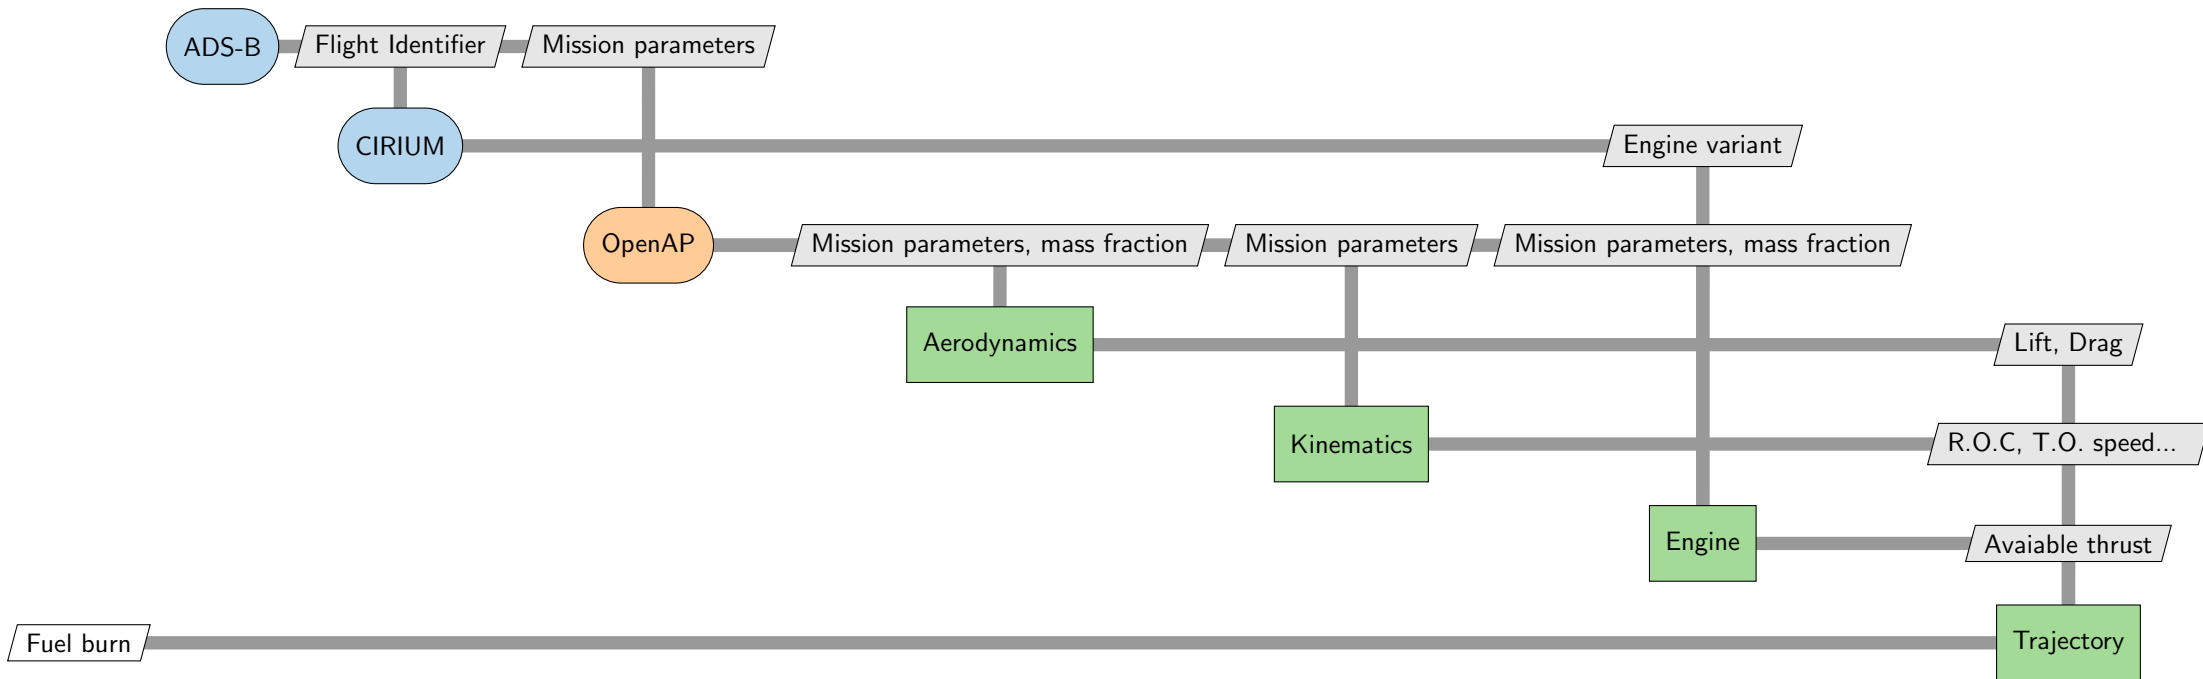 ADS-B
Flight Identifier
Mission parameters
CIRIUM
Engine variant
OpenAP
Mission parameters, mass fraction
Mission parameters
Mission parameters, mass fraction
Aerodynamics
Lift, Drag
Kinematics
R.O.C, T.O. speed...
Engine
Avaiable thrust
Fuel burn
Trajectory